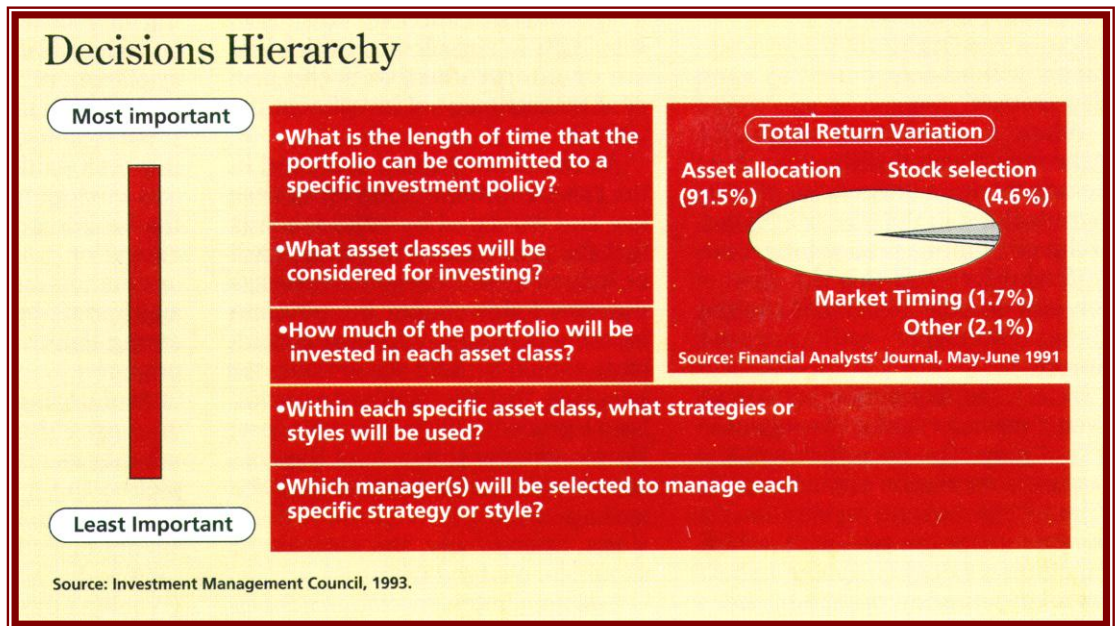 Decisions Hierarchy
Most important
•What is the length of time that the
portfolio can be committed to a
specific investment policy?
•What asset classes will be
considered for investing?
•How much of the portfolio will be
invested in each asset class?
•Within each specific asset class, what strategies or
styles will be used?
•Which manager(s) will be selected to manage each
specific strategy or style?
Least Important
Total Return Variation
Asset allocation
(91.5%)
Stock selection
(4.6%)
Market Timing (1.7%)
Other (2.1%)
Source: Financial Analysts' Journal, May-June 1991
Source: Investment Management Council, 1993.